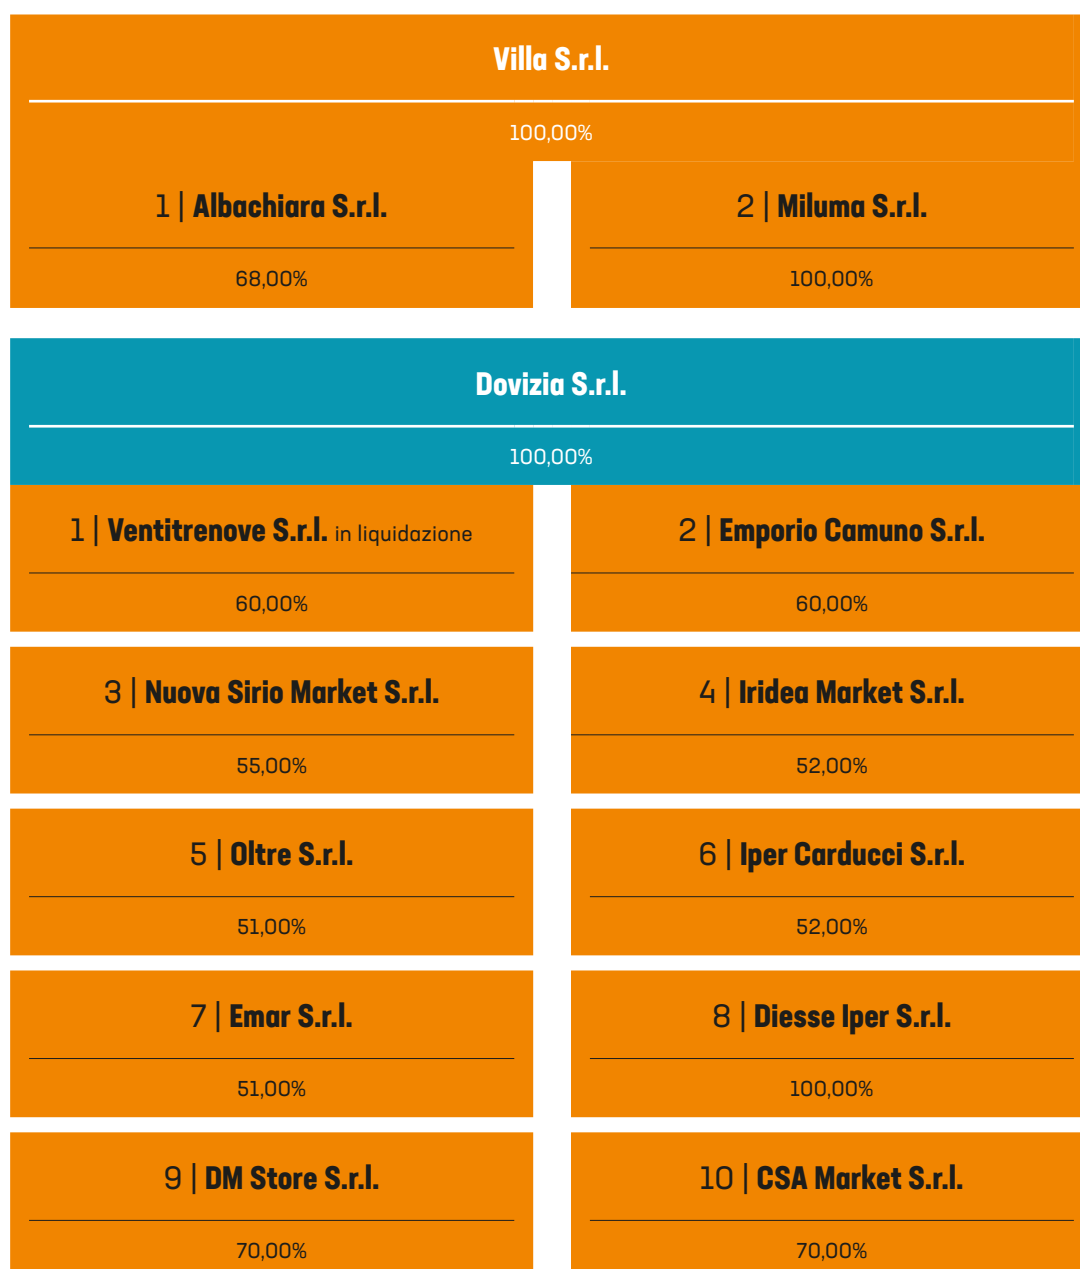 Villa S.r.l.
100,00%
1 | Albachiara S.r.l.
68,00%
2 | Miluma S.r.l.
100,00%
Dovizia S.r.l.
100,00%
1 | Ventitrenove S.r.l. in liquidazione
60,00%
2 | Emporio Camuno S.r.l.
60,00%
3 | Nuova Sirio Market S.r.l.
55,00%
4 | Iridea Market S.r.l.
52,00%
5 | Oltre S.r.l.
51,00%
6 | Iper Carducci S.r.l.
52,00%
7 | Emar S.r.l.
51,00%
8 | Diesse Iper S.r.l.
100,00%
9 | DM Store S.r.l.
70,00%
10 | CSA Market S.r.l.
70,00%